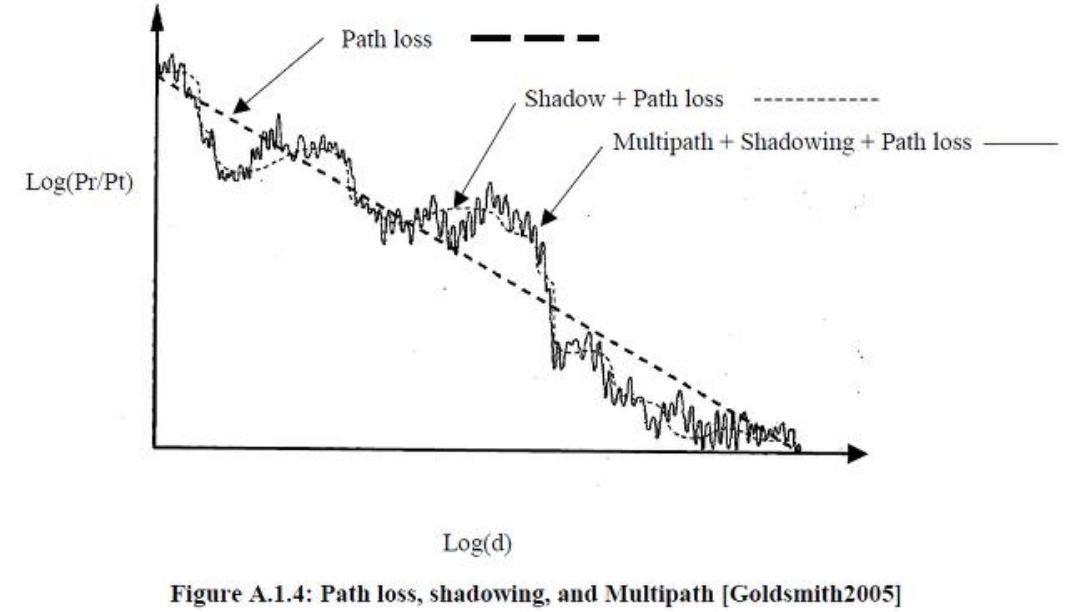 Path loss
Shadow + Path loss
Multipath + Shadowing + Path loss
Log(Pr/Pt)
Log(d)
Figure A.1.4: Path loss, shadowing, and Multipath [Goldsmith2005]